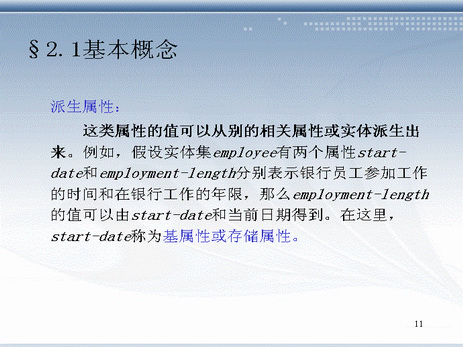 §2.1基本概念
派生属性：
这类属性的值可以从别的相关属性或实体派生出
来。例如，假设实体集employee有两个属性start-
date和employment-length分别表示银行员工参加工作
的时间和在银行工作的年限，那么employment-length
的值可以由start-date和当前日期得到。在这里，
start-date称为基属性或存储属性。
11